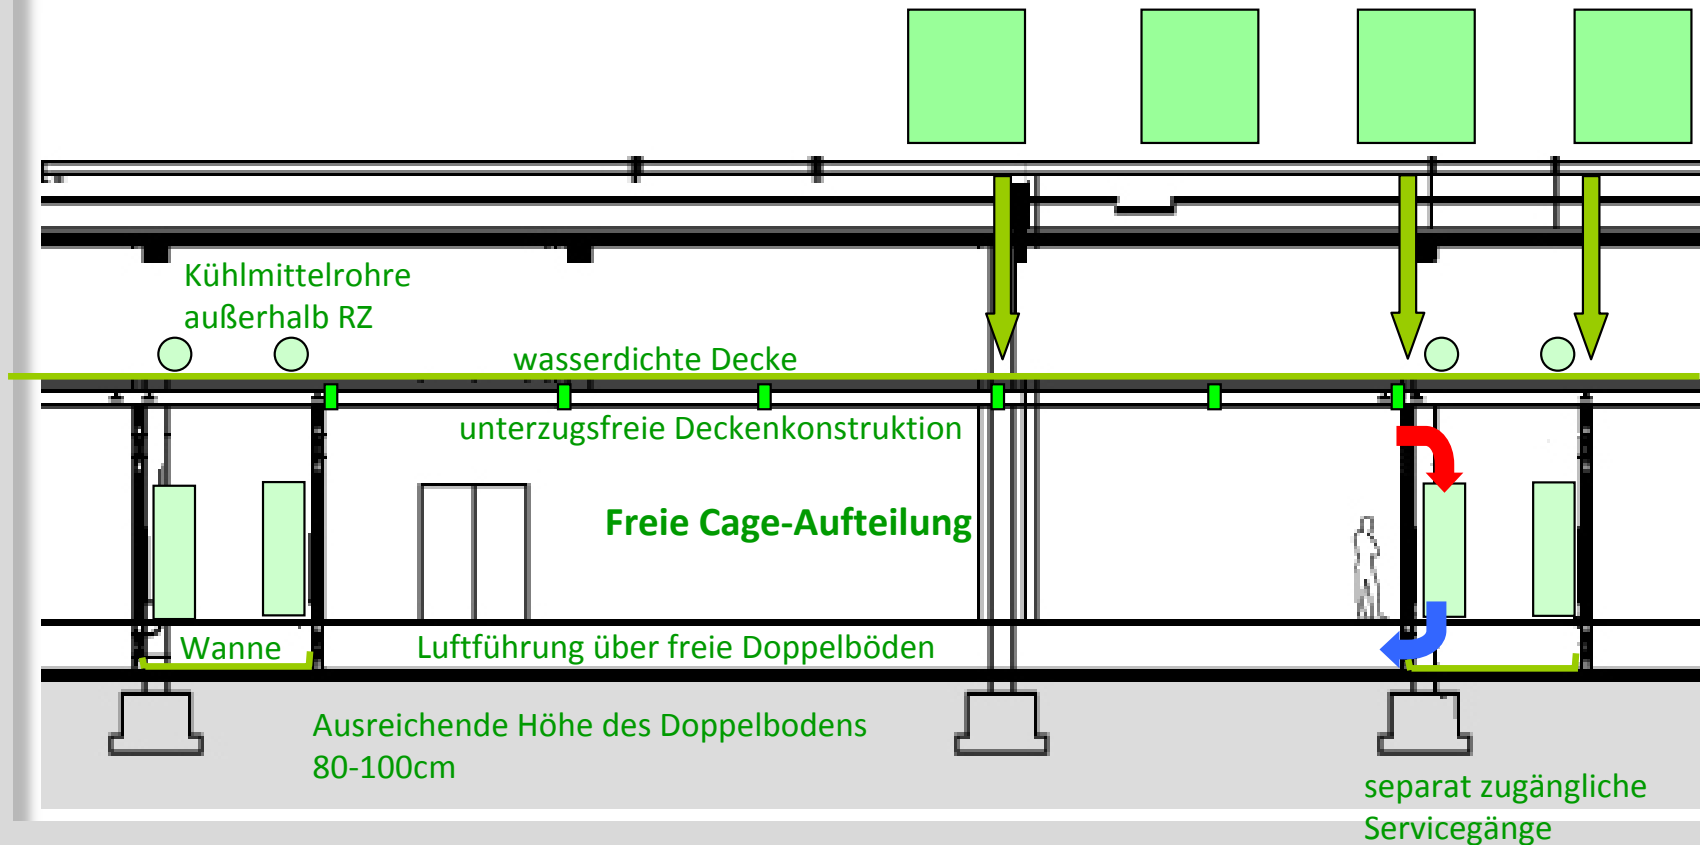 Kühlmittelrohre
außerhalb RZ
wasserdichte Decke
unterzugsfreie Deckenkonstruktion
Freie Cage-Aufteilung
Wanne
Luftführung über freie Doppelböden
Ausreichende Höhe des Doppelbodens
80-100cm
separat zugängliche
Servicegänge